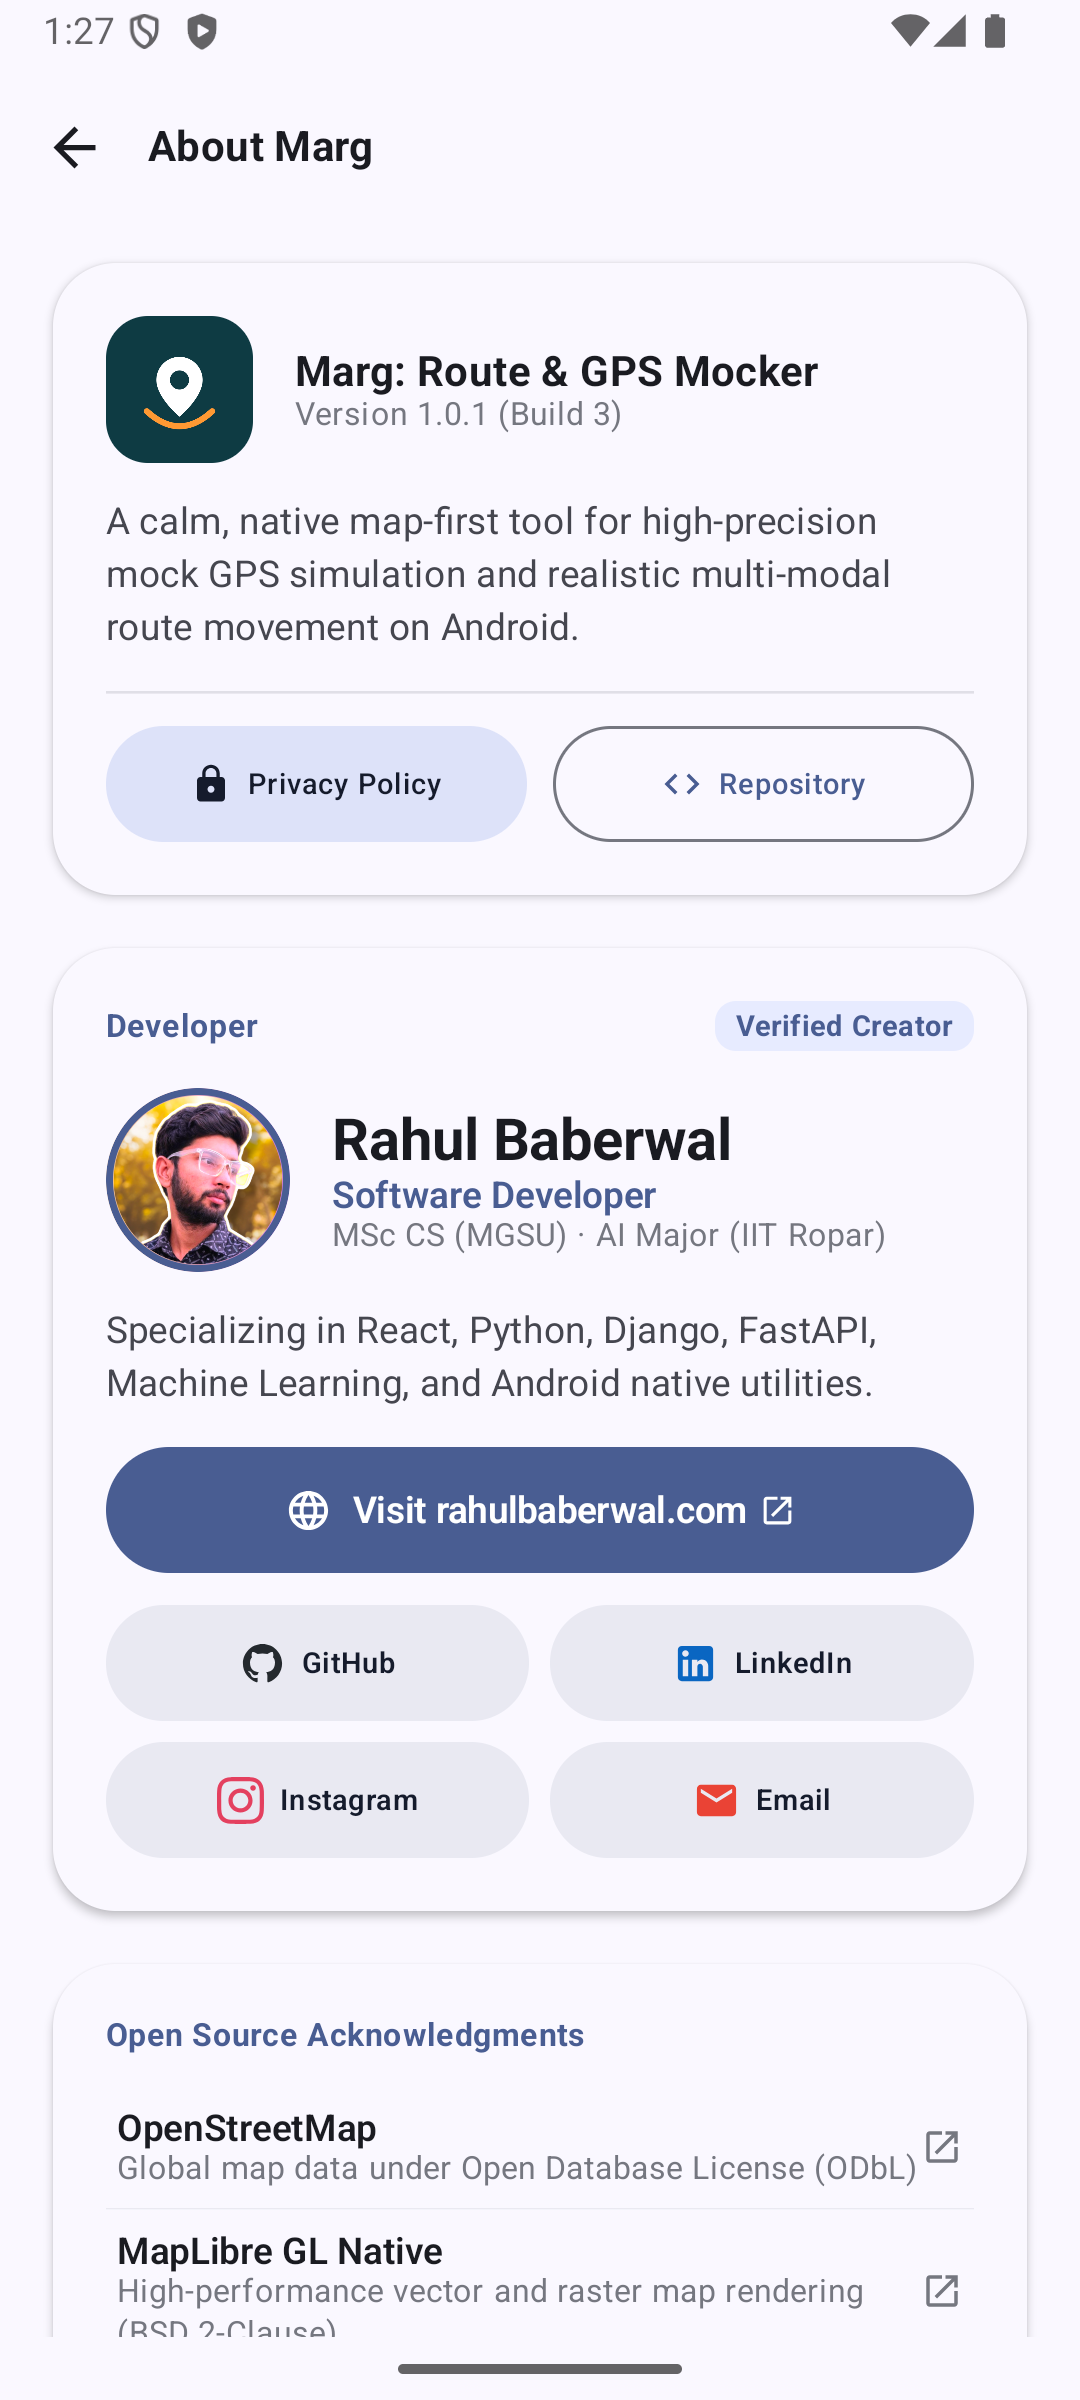 1:27
About Marg
Marg: Route & GPS Mocker
Version 1.0.1 (Build 3)
A calm, native map-first tool for high-precision
mock GPS simulation and realistic multi-modal
route movement on Android.
Privacy Policy
Repository
Developer
Verified Creator
Rahul Baberwal
Software Developer
MSc CS (MGSU) · AI Major (IIT Ropar)
Specializing in React, Python, Django, FastAPI,
Machine Learning, and Android native utilities.
Visit rahulbaberwal.com
GitHub
LinkedIn
Instagram
Email
Open Source Acknowledgments
OpenStreetMap
Global map data under Open Database License (ODbL)
MapLibre GL Native
High-performance vector and raster map rendering
(BSD 2-Clause)